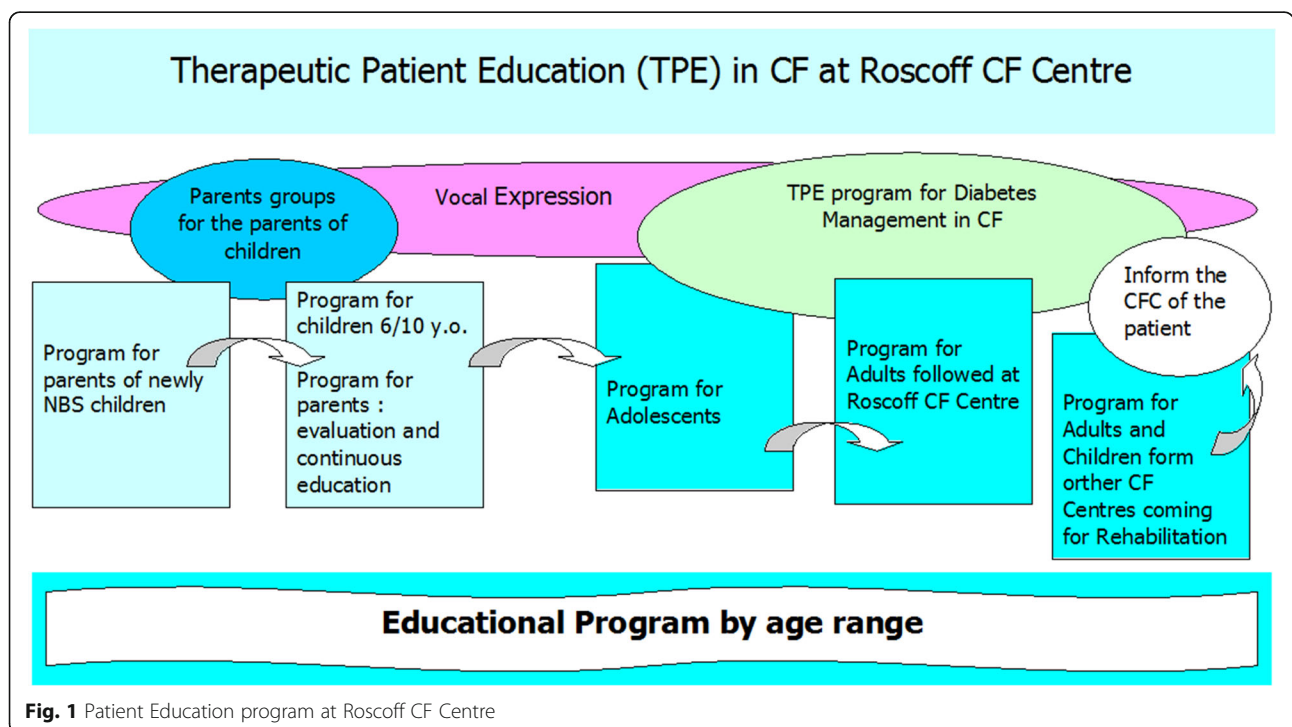 Therapeutic Patient Education (TPE) in CF at Roscoff CF Centre
Parents groups
for the parents of
children
Vocal Expression
TPE program for Diabetes
Management in CF
Inform the
CFC of the
patient
Program for
parents of newly
NBS children
Program for
children 6/10 y.o.
Program for
parents :
evaluation and
continuous
education
Program for
Adolescents
Program for
Adults followed at
Roscoff CF Centre
Program for
Adults and
Children form
orther CF
Centres coming
for Rehabilitation
Educational Program by age range
Fig. 1 Patient Education program at Roscoff CF Centre